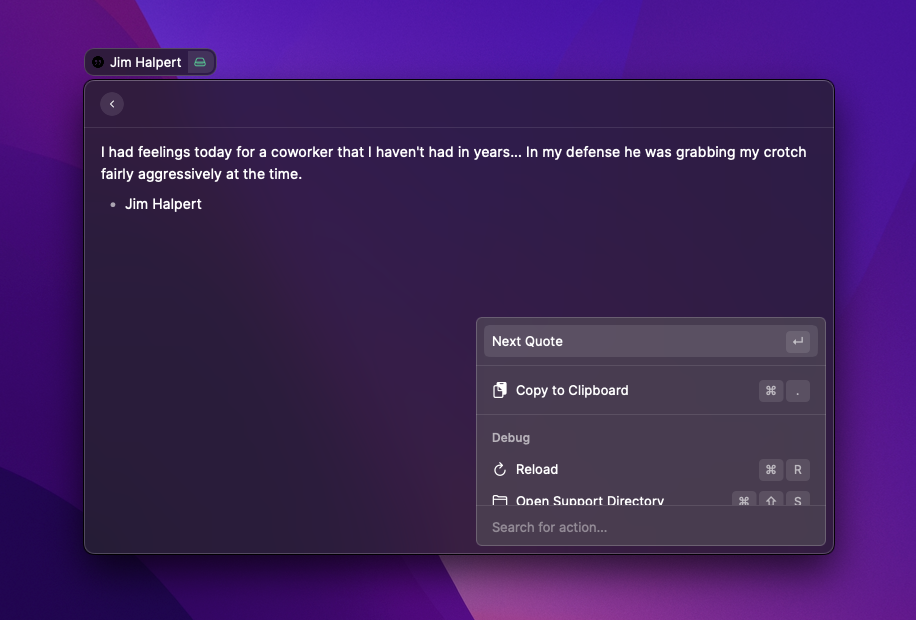 Jim Halpert
I had feelings today for a coworker that I haven't had in years... In my defense he was grabbing my crotch
fairly aggressively at the time.
• Jim Halpert
Next Quote ↵
Copy to Clipboard ⌘ .
Debug
Reload ⌘ R
Open Support Directory ⌘ ⇧ S
Search for action...